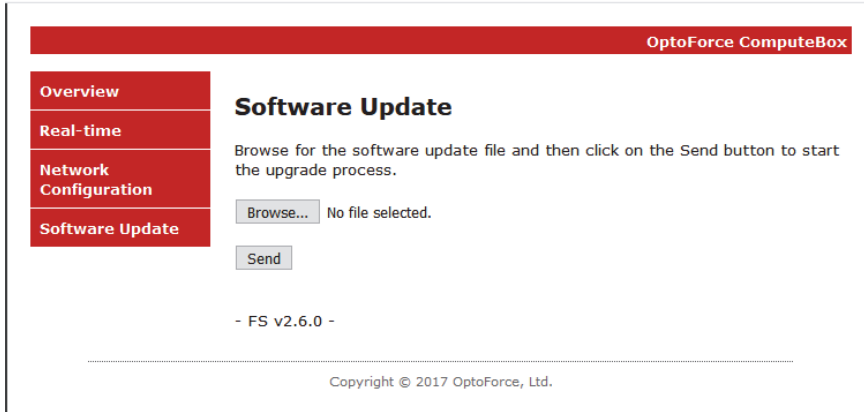 OptoForce ComputeBox
Overview
Real-time
Network
Configuration
Software Update
Software Update
Browse for the software update file and then click on the Send button to start
the upgrade process.
Browse... No file selected.
Send
- FS v2.6.0 -
Copyright © 2017 OptoForce, Ltd.